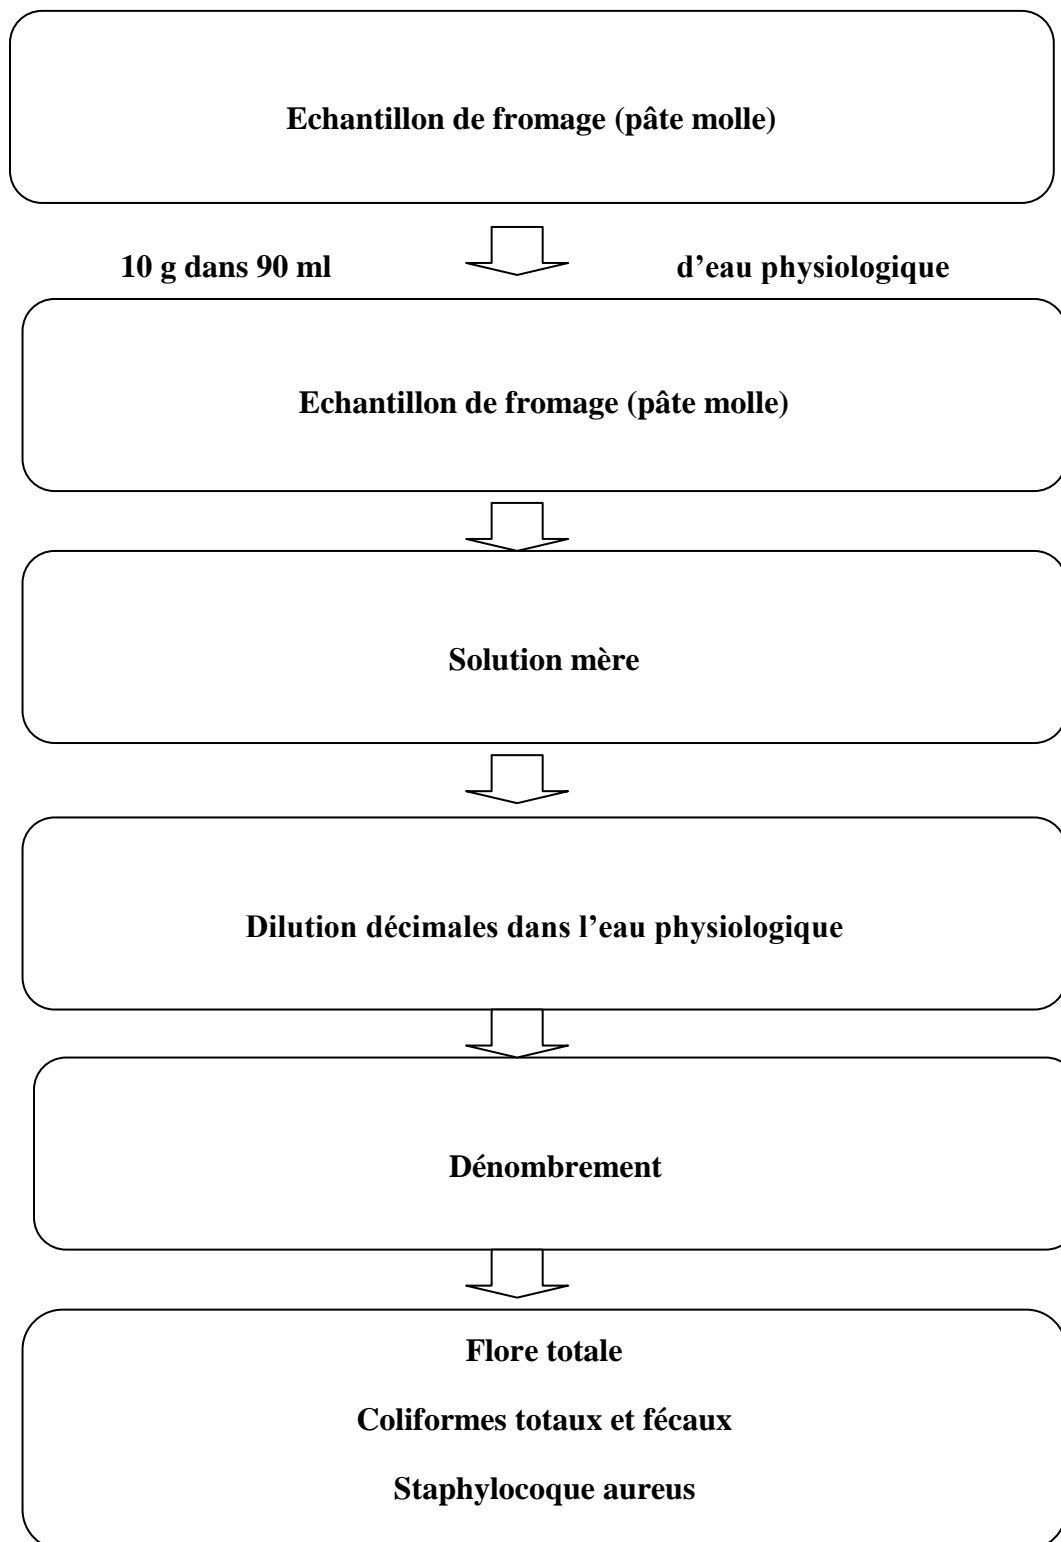 Echantillon de fromage (pâte molle)
10 g dans 90 ml d’eau physiologique
Echantillon de fromage (pâte molle)
Solution mère
Dilution décimales dans l’eau physiologique
Dénombrement
Flore totale
Coliformes totaux et fécaux
Staphylocoque aureus